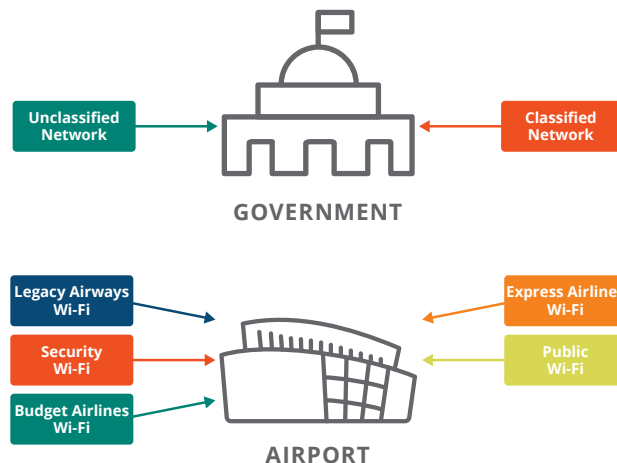 Unclassified
Network
Classified
Network
GOVERNMENT
Legacy Airways
Wi-Fi
Express Airline
Wi-Fi
Security
Wi-Fi
Public
Wi-Fi
Budget Airlines
Wi-Fi
AIRPORT